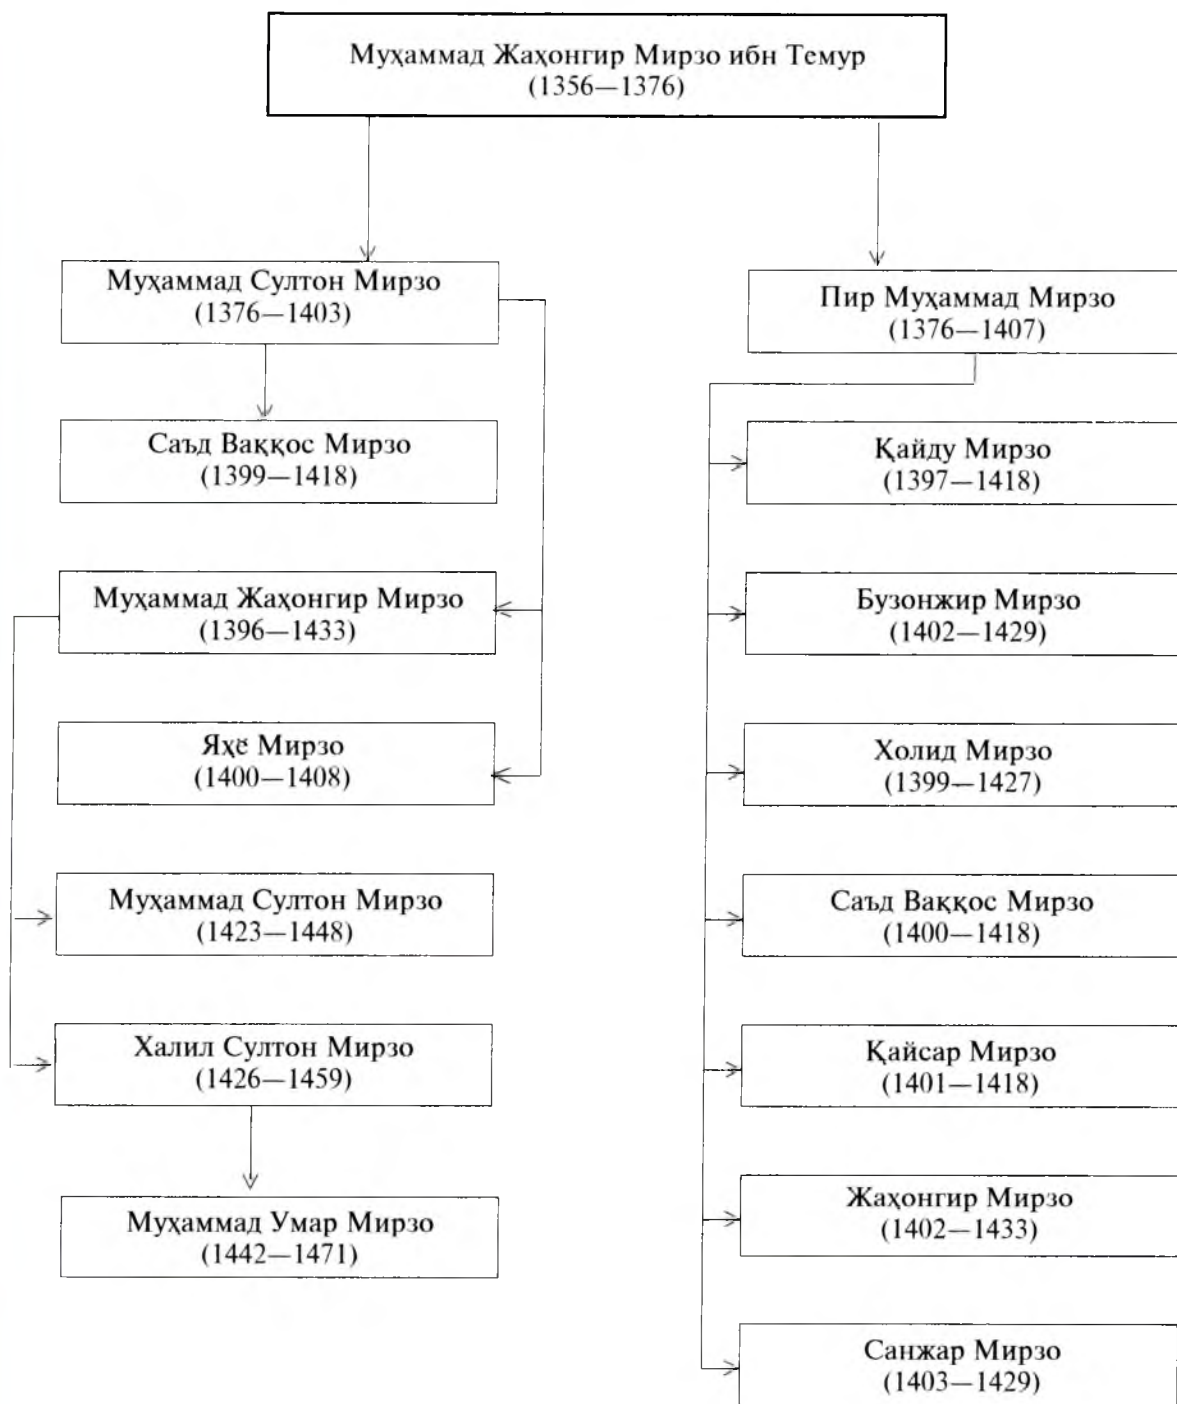 Муҳаммад Жаҳонгир Мирзо ибн Темур
(1356—1376)
Муҳаммад Султон Мирзо
(1376—1403)
Саъд Ваққос Мирзо
(1399—1418)
Муҳаммад Жаҳонгир Мирзо
(1396—1433)
Яҳё Мирзо
(1400—1408)
Муҳаммад Султон Мирзо
(1423—1448)
Халил Султон Мирзо
(1426—1459)
Муҳаммад Умар Мирзо
(1442—1471)
Пир Муҳаммад Мирзо
(1376—1407)
Қайду Мирзо
(1397—1418)
Бузонжир Мирзо
(1402—1429)
Холид Мирзо
(1399—1427)
Саъд Ваққос Мирзо
(1400—1418)
Қайсар Мирзо
(1401—1418)
Жаҳонгир Мирзо
(1402—1433)
Санжар Мирзо
(1403—1429)